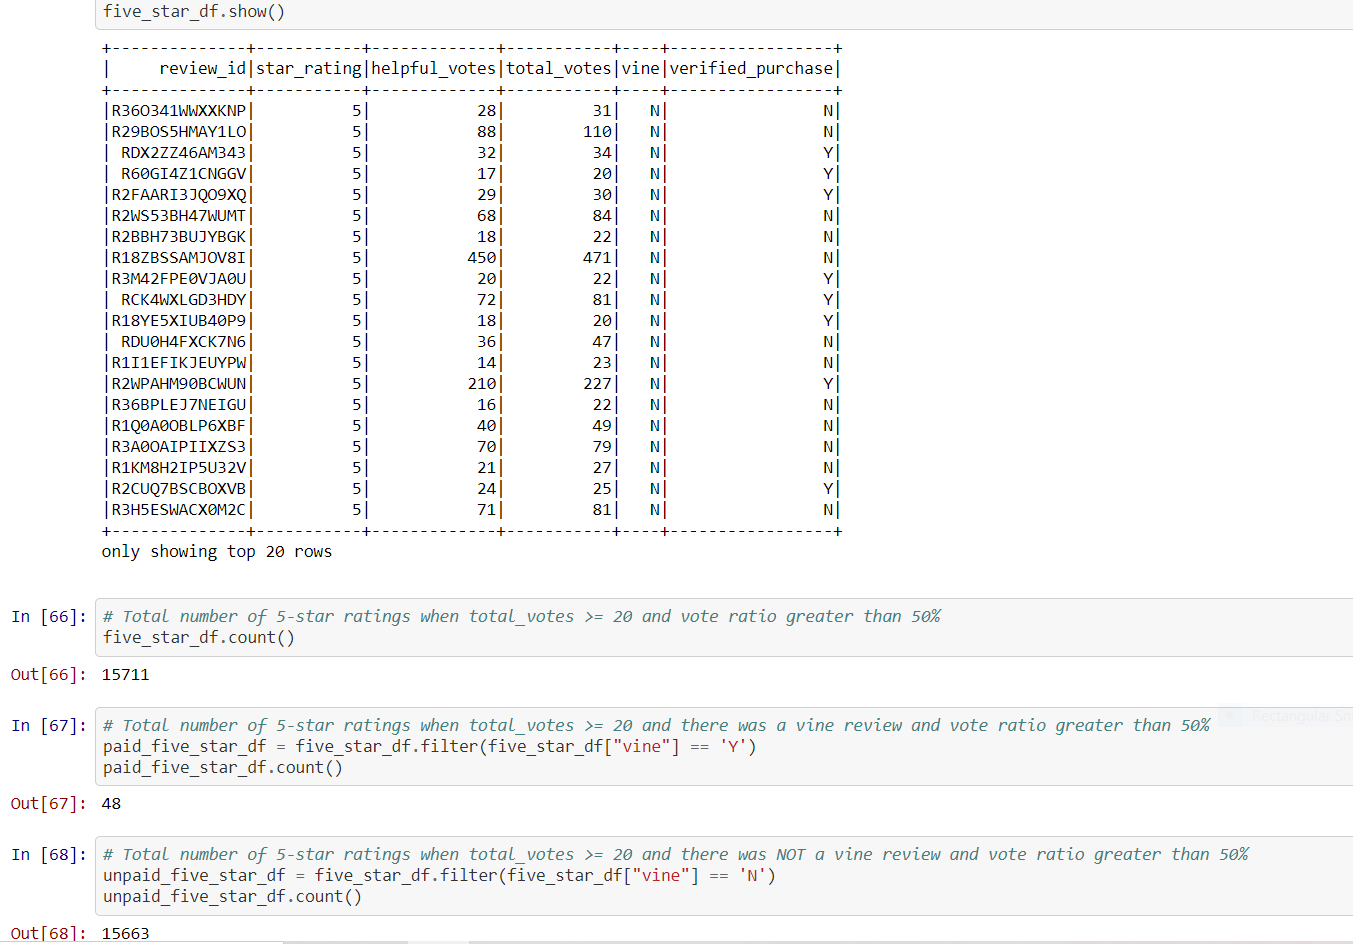 five_star_df.show()
+--------------+-----------+-------------+-----------+----+-----------------+
|     review_id|star_rating|helpful_votes|total_votes|vine|verified_purchase|
+--------------+-----------+-------------+-----------+----+-----------------+
|R36O341WWXXKNP|          5|           28|         31|   N|                N|
|R29BOS5HMAY1LO|          5|           88|        110|   N|                N|
| RDX2ZZ46AM343|          5|           32|         34|   N|                Y|
| R60GI4Z1CNGGV|          5|           17|         20|   N|                Y|
|R2FAARI3JQO9XQ|          5|           29|         30|   N|                Y|
|R2WS53BH47WUMT|          5|           68|         84|   N|                N|
|R2BBH73BUJYBGK|          5|           18|         22|   N|                N|
|R18ZBSSAMJOV8I|          5|          450|        471|   N|                N|
|R3M42FPE0VJA0U|          5|           20|         22|   N|                Y|
| RCK4WXLGD3HDY|          5|           72|         81|   N|                Y|
|R18YE5XIUB40P9|          5|           18|         20|   N|                Y|
| RDU0H4FXCK7N6|          5|           36|         47|   N|                N|
|R1I1EFIKJEUYPW|          5|           14|         23|   N|                N|
|R2WPAHM90BCWUN|          5|          210|        227|   N|                Y|
|R36BPLEJ7NEIGU|          5|           16|         22|   N|                N|
|R1Q0A0OBLP6XBF|          5|           40|         49|   N|                N|
|R3A0OAIPIIXZS3|          5|           70|         79|   N|                N|
|R1KM8H2IP5U32V|          5|           21|         27|   N|                N|
|R2CUQ7BSCBOXVB|          5|           24|         25|   N|                Y|
|R3H5ESWACX0M2C|          5|           71|         81|   N|                N|
+--------------+-----------+-------------+-----------+----+-----------------+
only showing top 20 rows
In [66]: # Total number of 5-star ratings when total_votes >= 20 and vote ratio greater than 50%
five_star_df.count()
Out[66]: 15711
In [67]: # Total number of 5-star ratings when total_votes >= 20 and there was a vine review and vote ratio greater than 50%
paid_five_star_df = five_star_df.filter(five_star_df["vine"] == 'Y')
paid_five_star_df.count()
Out[67]: 48
In [68]: # Total number of 5-star ratings when total_votes >= 20 and there was NOT a vine review and vote ratio greater than 50%
unpaid_five_star_df = five_star_df.filter(five_star_df["vine"] == 'N')
unpaid_five_star_df.count()
Out[68]: 15663
Rectangular Sn